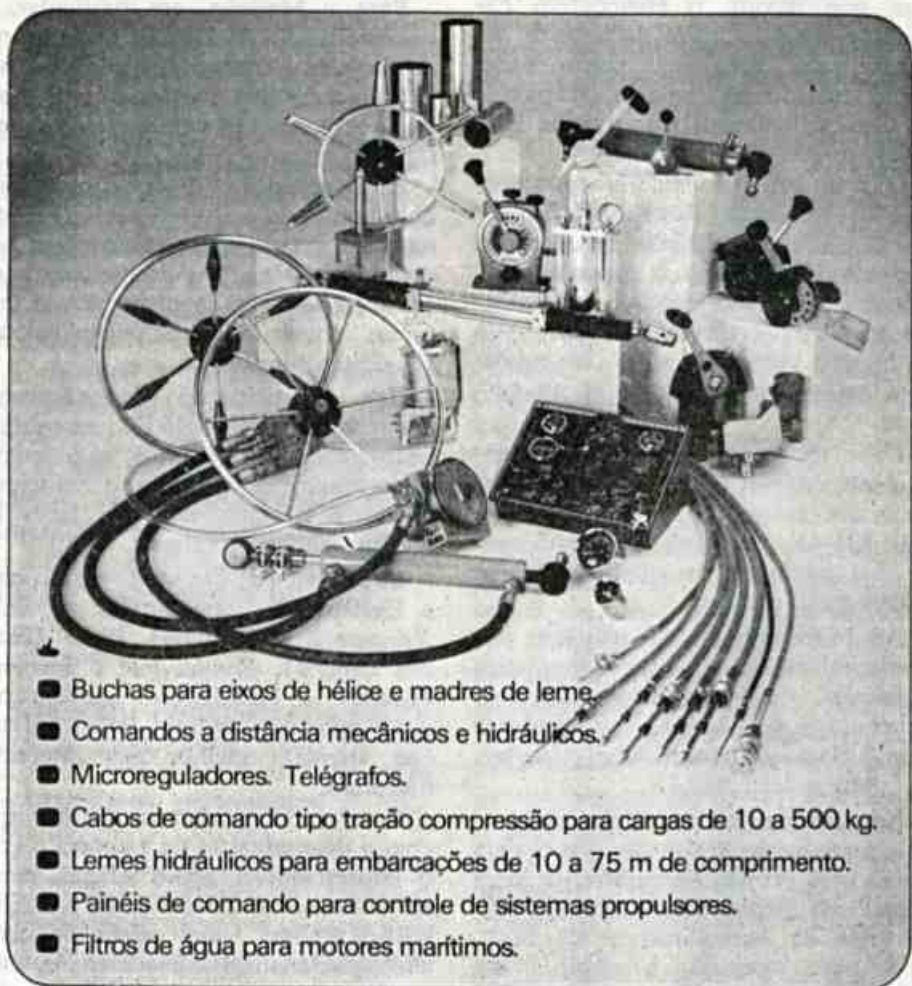 Buchas para eixos de hélice e madres de leme.
Comandos a distância mecânicos e hidráulicos.
Microreguladores. Telégrafos.
Cabos de comando tipo tração compressão para cargas de 10 a 500 kg.
Lemes hidráulicos para embarcações de 10 a 75 m de comprimento.
Painéis de comando para controle de sistemas propulsores.
Filtros de água para motores marítimos.